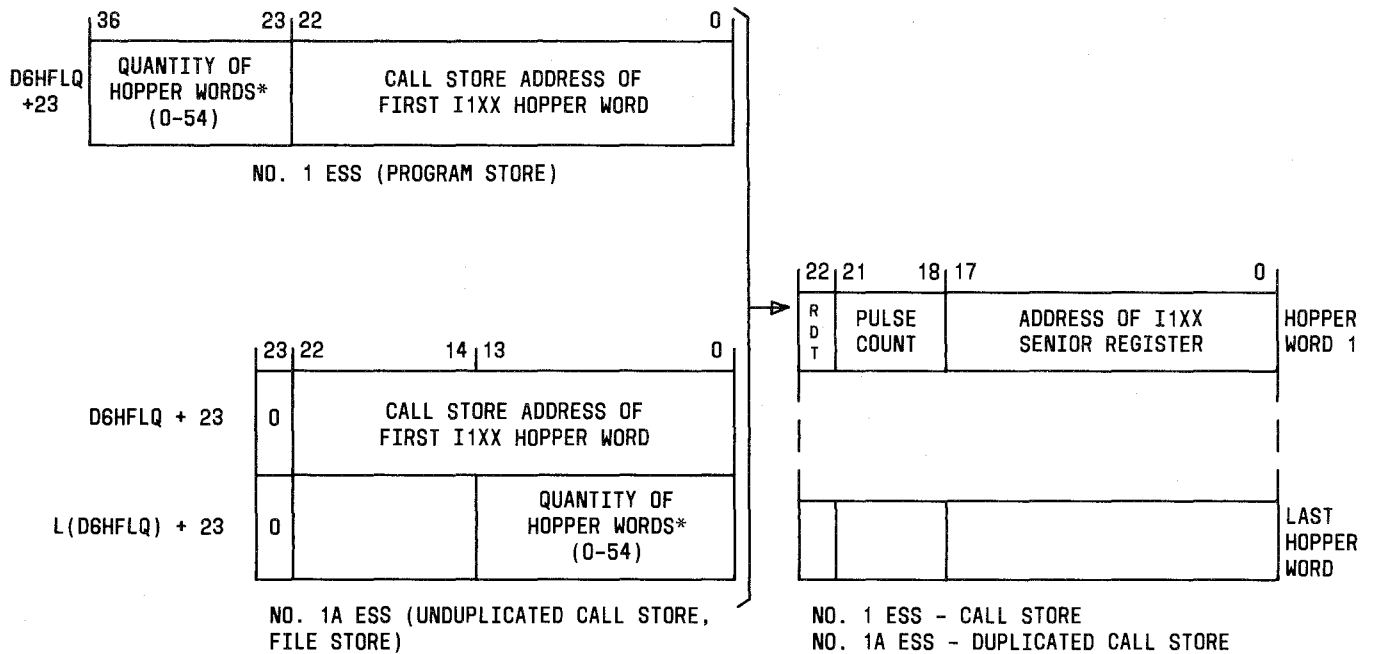 36 23 22 0
D6HFLQ
+23
QUANTITY OF
HOPPER WORDS*
(0-54)
CALL STORE ADDRESS OF
FIRST I1XX HOPPER WORD
NO. 1 ESS (PROGRAM STORE)
23 22 14 13 0
D6HFLQ + 23
0
CALL STORE ADDRESS OF
FIRST I1XX HOPPER WORD
L(D6HFLQ) + 23
0
QUANTITY OF
HOPPER WORDS*
(0-54)
NO. 1A ESS (UNDUPLICATED CALL STORE,
FILE STORE)
22 21 18 17 0
R
D
T
PULSE
COUNT
ADDRESS OF I1XX
SENIOR REGISTER
HOPPER
WORD 1
LAST
HOPPER
WORD
NO. 1 ESS - CALL STORE
NO. 1A ESS - DUPLICATED CALL STORE